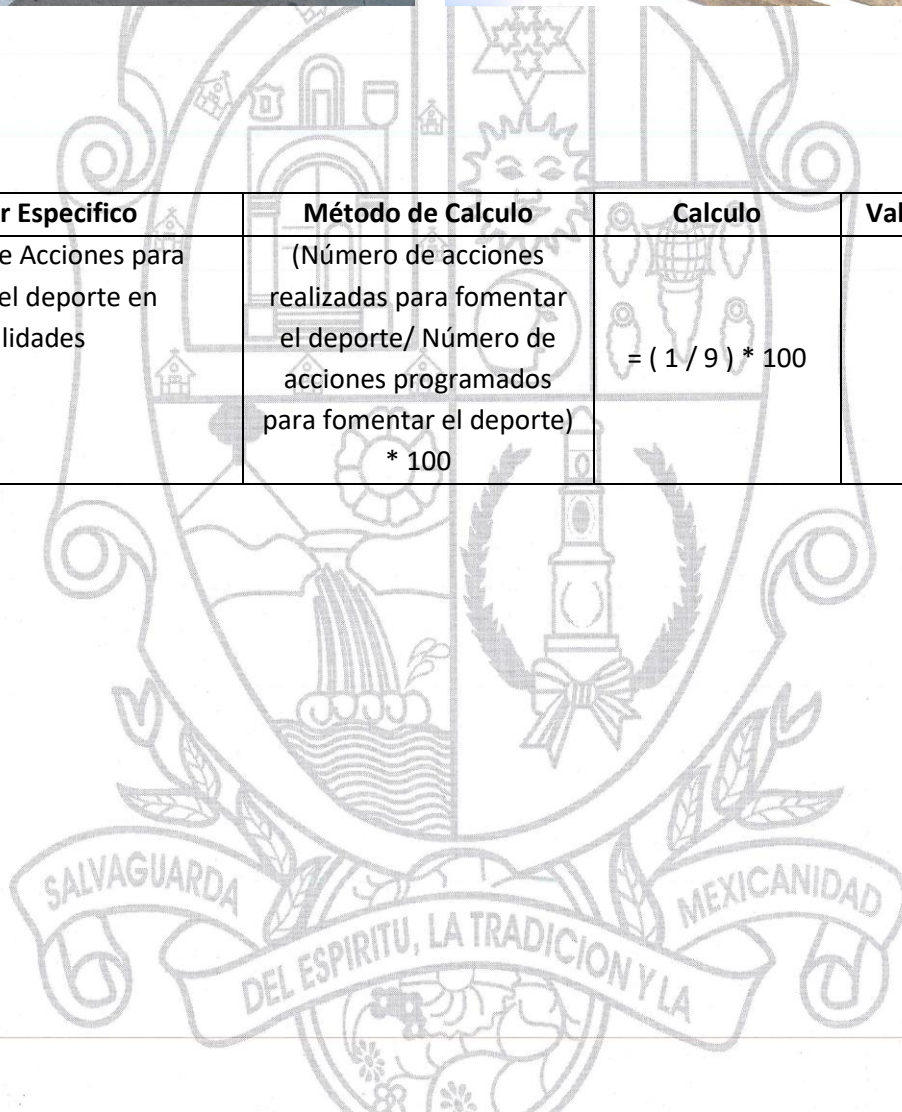 r Especifico
Método de Calculo
Calculo
Val
e Acciones para
el deporte en
lidades
(Número de acciones
realizadas para fomentar
el deporte/ Número de
acciones programados
para fomentar el deporte)
* 100
= ( 1 / 9 ) * 100
SALVAGUARDA
DEL ESPIRITU, LA TRADICION Y LA
MEXICANIDAD